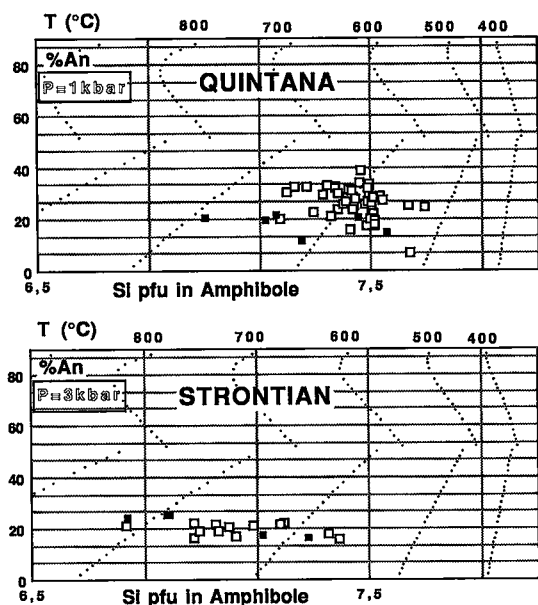 T (°C) 800 700 600 500 400
80 %An
P=1kbar QUINTANA
60
40
20
0
6,5 Si pfu in Amphibole 7,5
T (°C) 800 700 600 500 400
80 %An
P=3kbar STRONTIAN
60
40
20
0
6,5 Si pfu in Amphibole 7,5